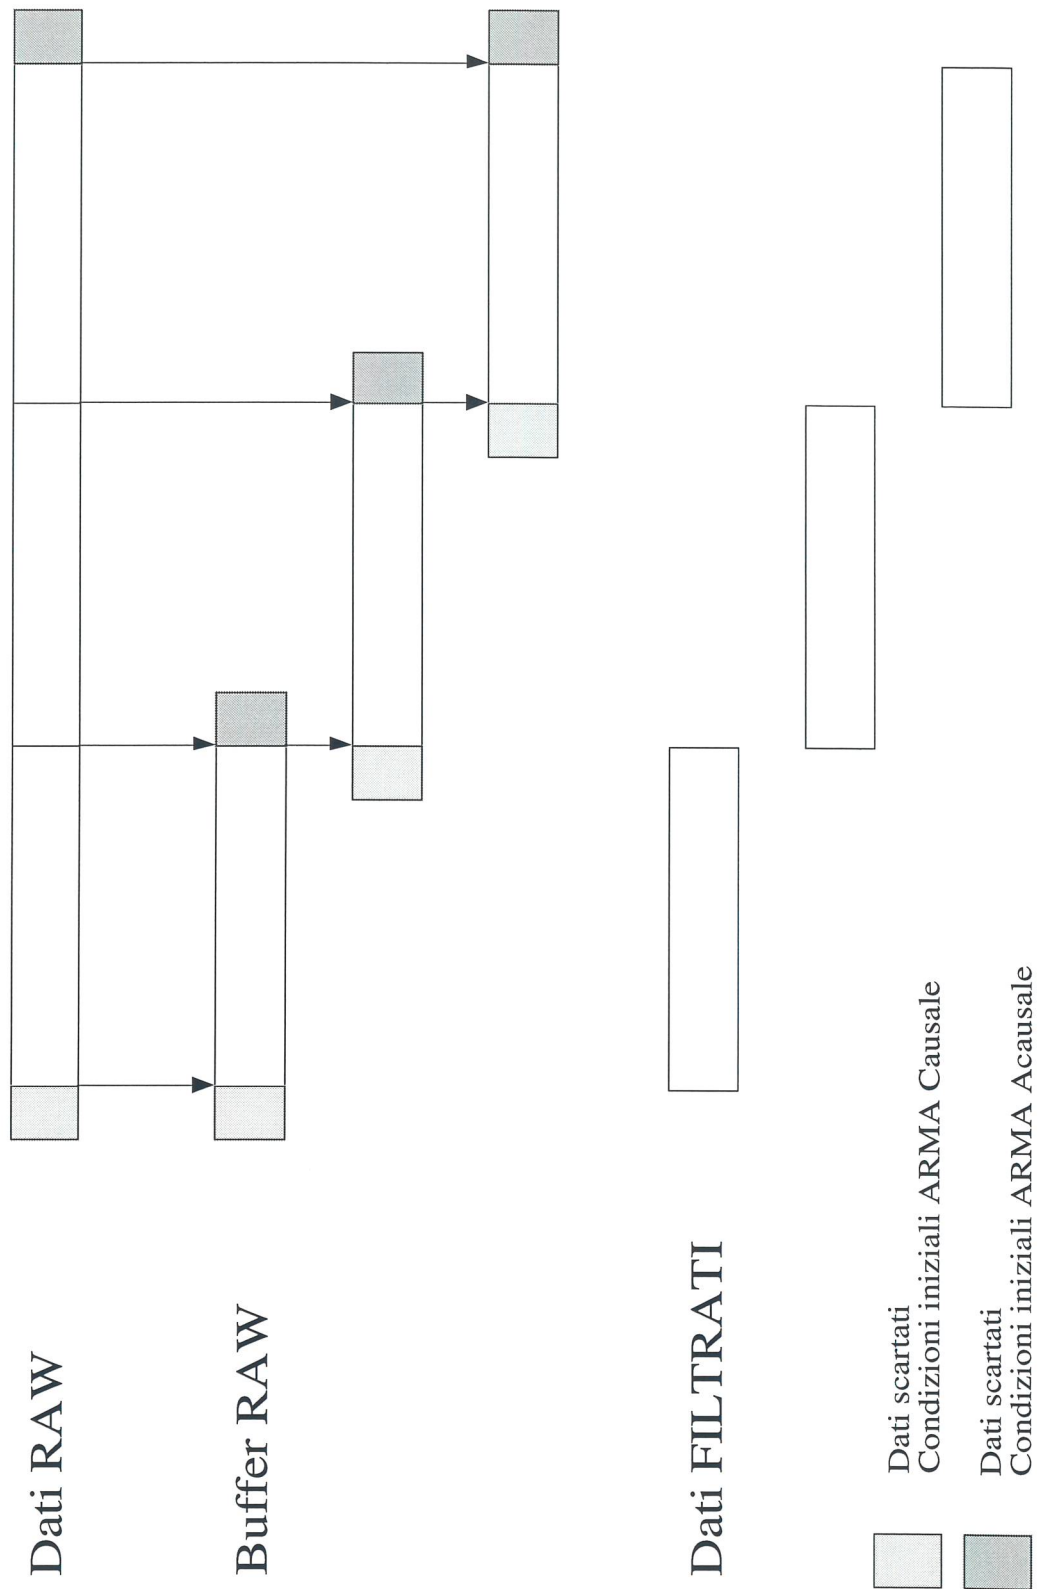 Dati RAW
Buffer RAW
Dati FILTRATI
Dati scartati
Condizioni iniziali ARMA Causale
Dati scartati
Condizioni iniziali ARMA Acausale